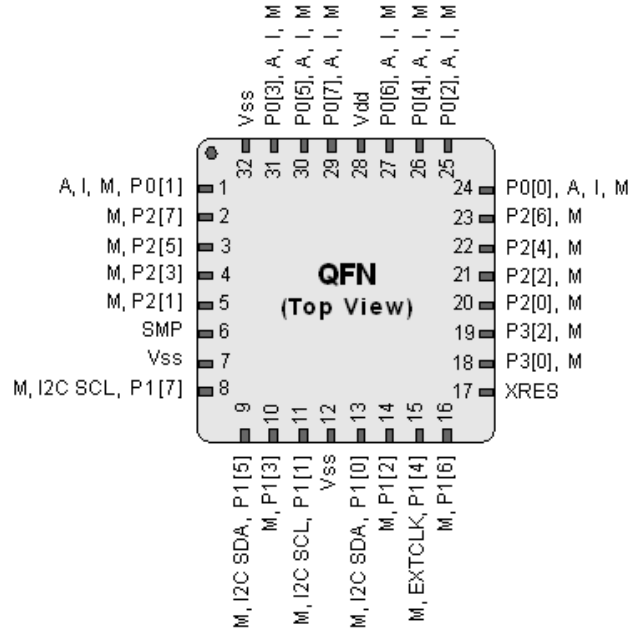 Vss
P0[3], A, I, M
P0[5], A, I, M
P0[7], A, I, M
Vdd
P0[6], A, I, M
P0[4], A, I, M
P0[2], A, I, M
32
31
30
29
28
27
26
25
A, I, M, P0[1] 1
M, P2[7] 2
M, P2[5] 3
M, P2[3] 4
M, P2[1] 5
SMP 6
Vss 7
M, I2C SCL, P1[7] 8
QFN
(Top View)
24 P0[0], A, I, M
23 P2[6], M
22 P2[4], M
21 P2[2], M
20 P2[0], M
19 P3[2], M
18 P3[0], M
17 XRES
9
10
11
12
13
14
15
16
M, I2C SDA, P1[5]
M, P1[3]
M, I2C SCL, P1[1]
Vss
M, I2C SDA, P1[0]
M, P1[2]
M, EXTCLK, P1[4]
M, P1[6]